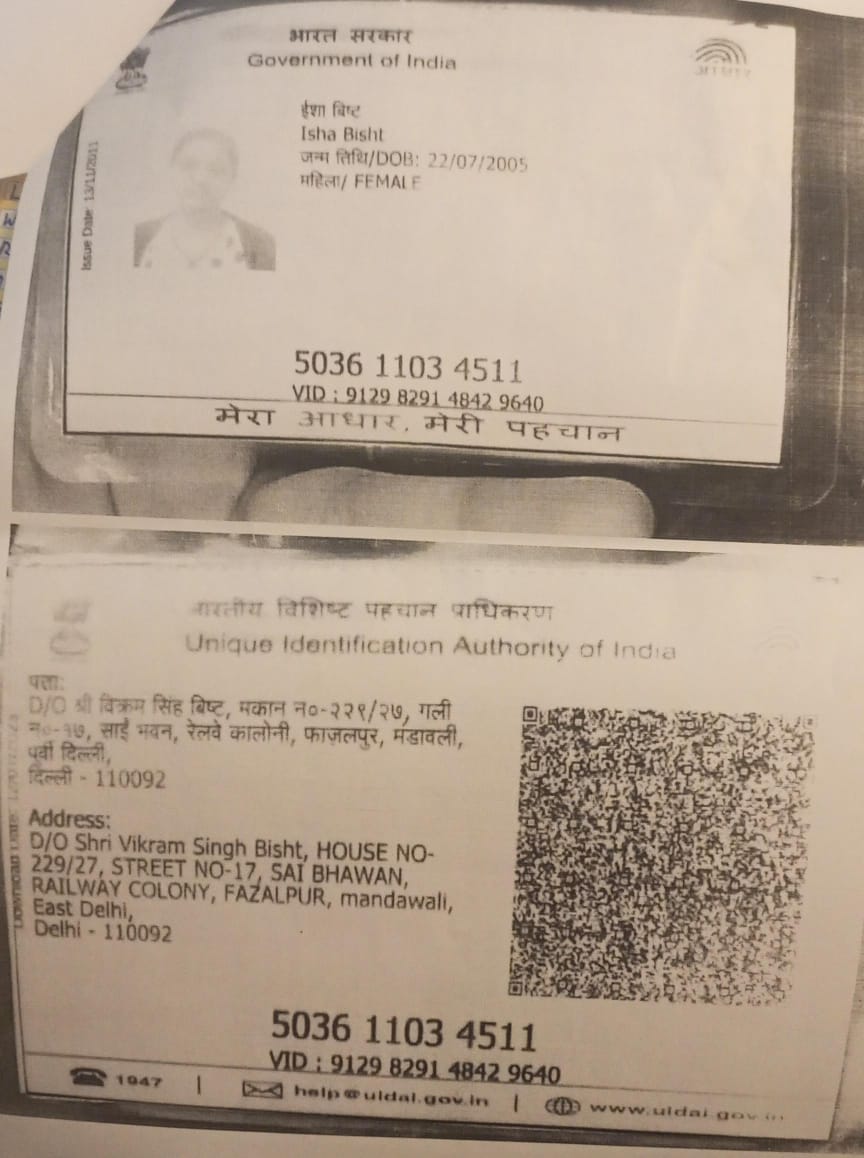 भारत सरकार
Government of India
ईशा बिष्ट
Isha Bisht
जन्म तिथि/DOB: 22/07/2005
महिला/ FEMALE
Issue Date: 13/11/2011
5036 1103 4511
VID : 9129 8291 4842 9640
मेरा आधार, मेरी पहचान
भारतीय विशिष्ट पहचान प्राधिकरण
Unique Identification Authority of India
पता:
D/O श्री विक्रम सिंह बिष्ट, मकान न०-२२९/२७, गली
न०-१७, साईं भवन, रेलवे कालोनी, फाज़लपुर, मंडावली,
पूर्वी दिल्ली,
दिल्ली - 110092
Address:
D/O Shri Vikram Singh Bisht, HOUSE NO-
229/27, STREET NO-17, SAI BHAWAN,
RAILWAY COLONY, FAZALPUR, mandawali,
East Delhi,
Delhi - 110092
5036 1103 4511
VID : 9129 8291 4842 9640
1947 | help@uidai.gov.in | www.uidai.gov.in